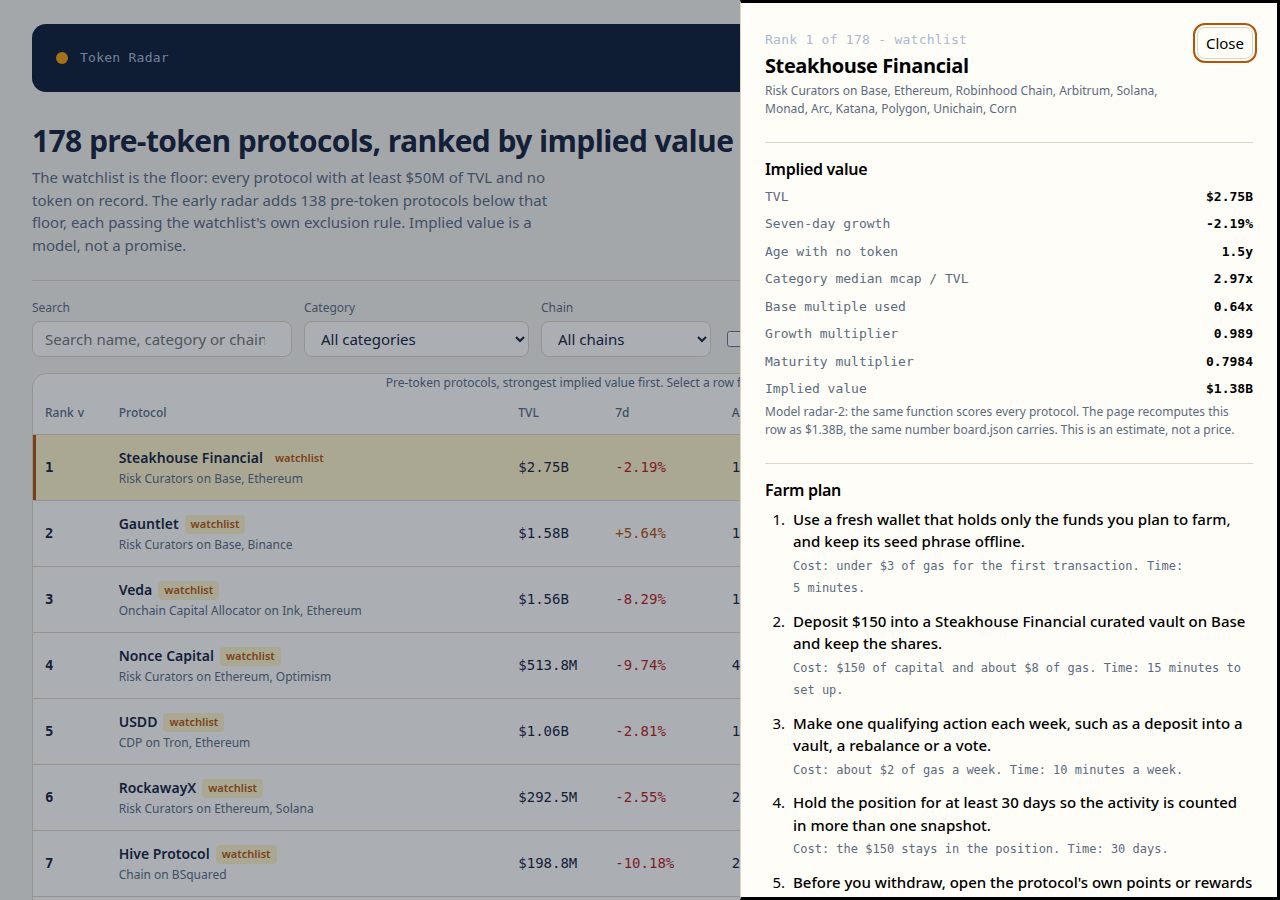 Token Radar
178 pre-token protocols, ranked by implied value
The watchlist is the floor: every protocol with at least $50M of TVL and no
token on record. The early radar adds 138 pre-token protocols below that
floor, each passing the watchlist's own exclusion rule. Implied value is a
model, not a promise.
Search
Category
Chain
Search name, category or chain
All categories
All chains
Pre-token protocols, strongest implied value first. Select a row f
Rank v Protocol TVL 7d A
1 Steakhouse Financial watchlist $2.75B -2.19% 1
Risk Curators on Base, Ethereum
2 Gauntlet watchlist $1.58B +5.64% 1
Risk Curators on Base, Binance
3 Veda watchlist $1.56B -8.29% 1
Onchain Capital Allocator on Ink, Ethereum
4 Nonce Capital watchlist $513.8M -9.74% 4
Risk Curators on Ethereum, Optimism
5 USDD watchlist $1.06B -2.81% 1
CDP on Tron, Ethereum
6 RockawayX watchlist $292.5M -2.55% 2
Risk Curators on Ethereum, Solana
7 Hive Protocol watchlist $198.8M -10.18% 2
Chain on BSquared
Rank 1 of 178 - watchlist
Close
Steakhouse Financial
Risk Curators on Base, Ethereum, Robinhood Chain, Arbitrum, Solana,
Monad, Arc, Katana, Polygon, Unichain, Corn
Implied value
TVL $2.75B
Seven-day growth -2.19%
Age with no token 1.5y
Category median mcap / TVL 2.97x
Base multiple used 0.64x
Growth multiplier 0.989
Maturity multiplier 0.7984
Implied value $1.38B
Model radar-2: the same function scores every protocol. The page recomputes this
row as $1.38B, the same number board.json carries. This is an estimate, not a price.
Farm plan
1. Use a fresh wallet that holds only the funds you plan to farm,
and keep its seed phrase offline.
Cost: under $3 of gas for the first transaction. Time:
5 minutes.
2. Deposit $150 into a Steakhouse Financial curated vault on Base
and keep the shares.
Cost: $150 of capital and about $8 of gas. Time: 15 minutes to
set up.
3. Make one qualifying action each week, such as a deposit into a
vault, a rebalance or a vote.
Cost: about $2 of gas a week. Time: 10 minutes a week.
4. Hold the position for at least 30 days so the activity is counted
in more than one snapshot.
Cost: the $150 stays in the position. Time: 30 days.
5. Before you withdraw, open the protocol's own points or rewards